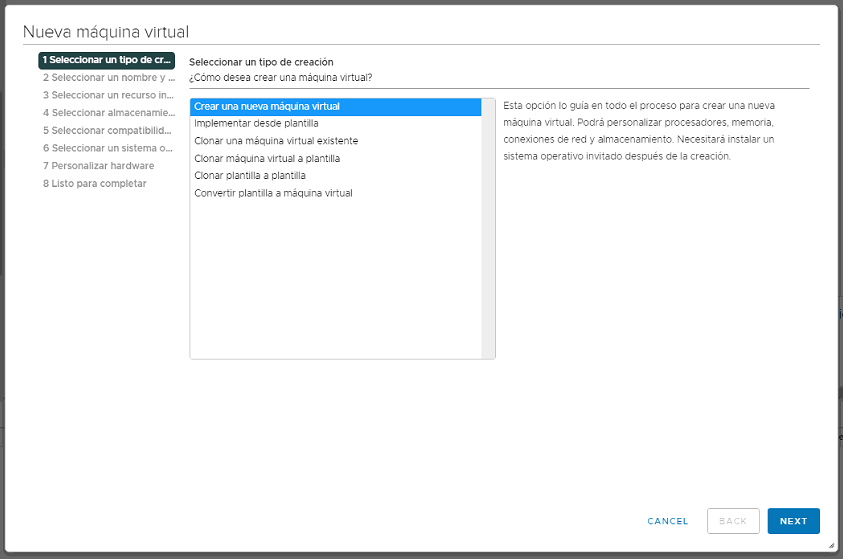 Nueva máquina virtual
1 Seleccionar un tipo de cr...
2 Seleccionar un nombre y ...
3 Seleccionar un recurso in...
4 Seleccionar almacenamie...
5 Seleccionar compatibilid...
6 Seleccionar un sistema o...
7 Personalizar hardware
8 Listo para completar
Seleccionar un tipo de creación
¿Cómo desea crear una máquina virtual?
Crear una nueva máquina virtual
Implementar desde plantilla
Clonar una máquina virtual existente
Clonar máquina virtual a plantilla
Clonar plantilla a plantilla
Convertir plantilla a máquina virtual
Esta opción lo guía en todo el proceso para crear una nueva
máquina virtual. Podrá personalizar procesadores, memoria,
conexiones de red y almacenamiento. Necesitará instalar un
sistema operativo invitado después de la creación.
CANCEL
BACK
NEXT